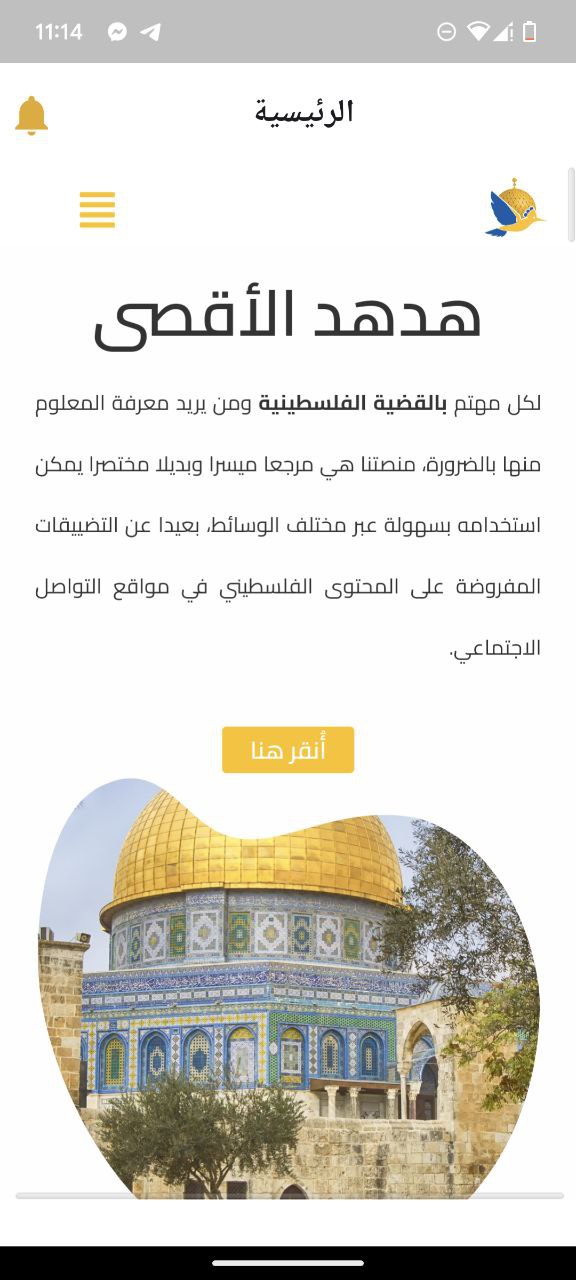 11:14
الرئيسية
هدهد الأقصى
لكل مهتم بالقضية الفلسطينية ومن يريد معرفة المعلوم
منها بالضرورة، منصتنا هي مرجعا ميسرا وبديلا مختصرا يمكن
استخدامه بسهولة عبر مختلف الوسائط، بعيدا عن التضييقات
المفروضة على المحتوى الفلسطيني في مواقع التواصل
الاجتماعي.
أُنقر هنا